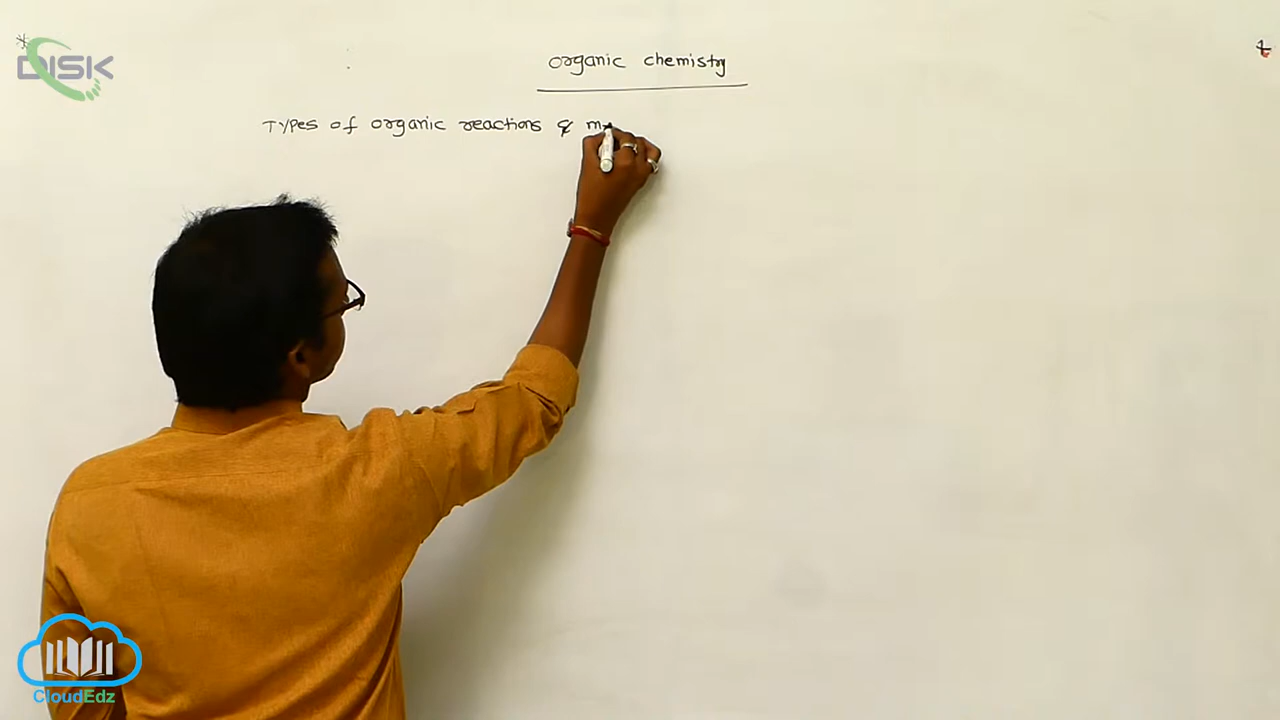 DISK
organic chemistry
Types of organic reactions & m
CloudEdz